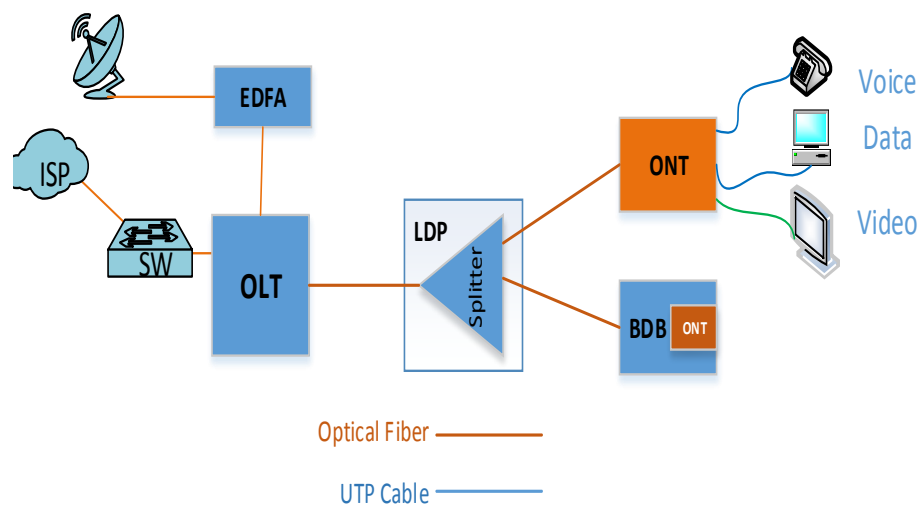 EDFA
ISP
SW
OLT
LDP
Splitter
ONT
BDB
ONT
Voice
Data
Video
Optical Fiber
UTP Cable